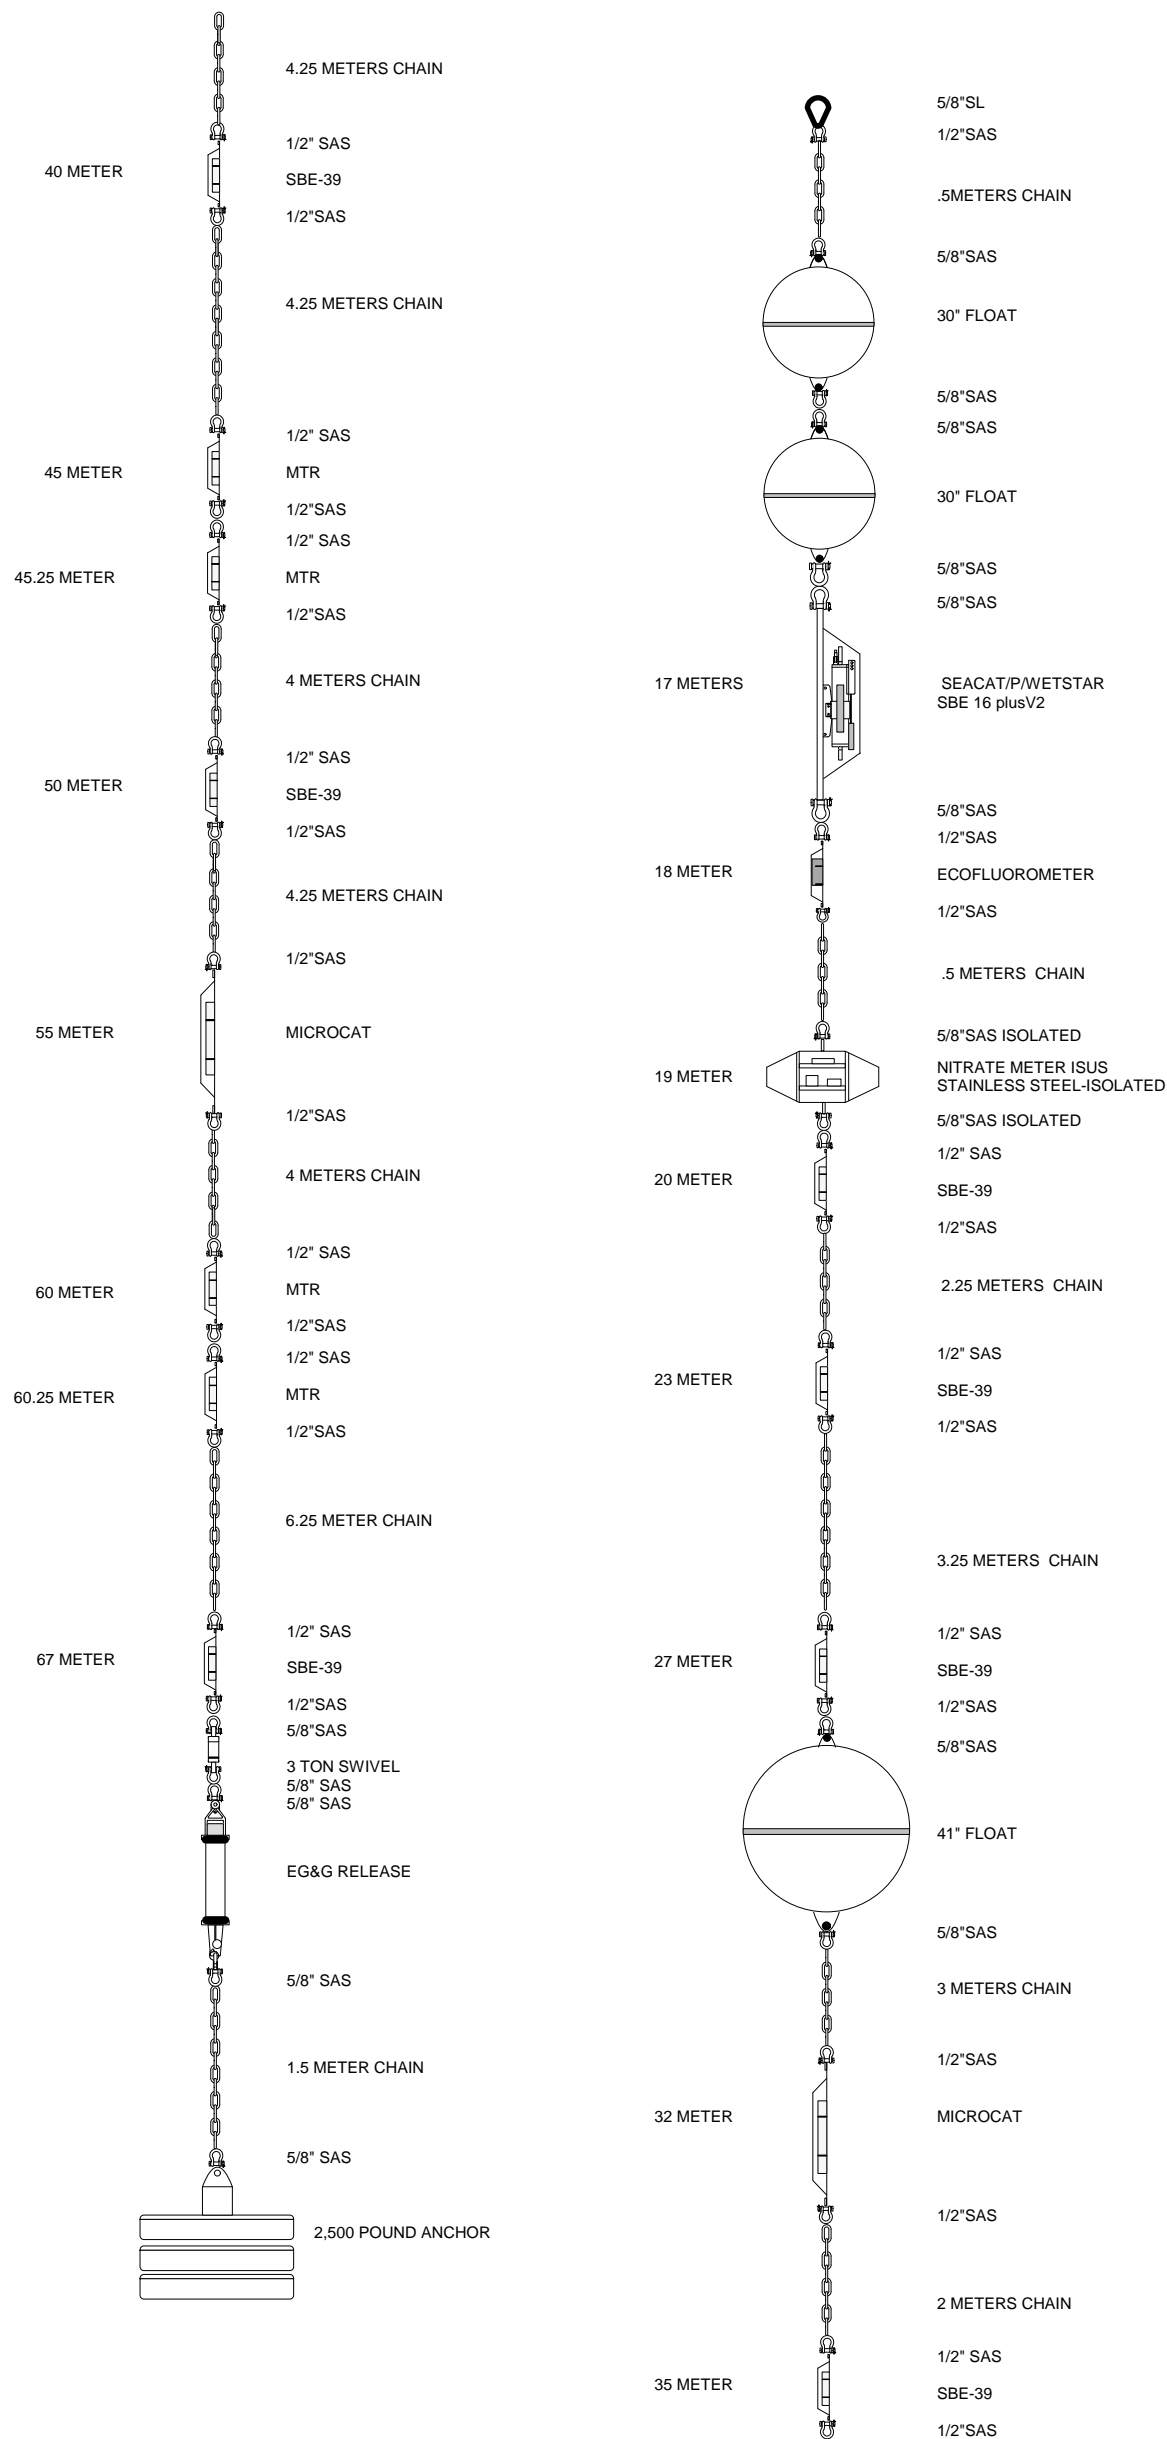 4.25 METERS CHAIN
1/2" SAS
40 METER
SBE-39
1/2"SAS
4.25 METERS CHAIN
1/2" SAS
45 METER
MTR
1/2"SAS
1/2" SAS
45.25 METER
MTR
1/2"SAS
4 METERS CHAIN
1/2" SAS
50 METER
SBE-39
1/2"SAS
4.25 METERS CHAIN
1/2"SAS
55 METER
MICROCAT
1/2"SAS
4 METERS CHAIN
1/2" SAS
60 METER
MTR
1/2"SAS
1/2" SAS
60.25 METER
MTR
1/2"SAS
6.25 METER CHAIN
1/2" SAS
67 METER
SBE-39
1/2"SAS
5/8"SAS
3 TON SWIVEL
5/8" SAS
5/8" SAS
EG&G RELEASE
5/8" SAS
1.5 METER CHAIN
5/8" SAS
2,500 POUND ANCHOR
5/8"SL
1/2"SAS
.5METERS CHAIN
5/8"SAS
30" FLOAT
5/8"SAS
5/8"SAS
30" FLOAT
5/8"SAS
5/8"SAS
17 METERS
SEACAT/P/WETSTAR
SBE 16 plusV2
5/8"SAS
1/2"SAS
18 METER
ECOFLUOROMETER
1/2"SAS
.5 METERS CHAIN
5/8"SAS ISOLATED
19 METER
NITRATE METER ISUS
STAINLESS STEEL-ISOLATED
5/8"SAS ISOLATED
1/2" SAS
20 METER
SBE-39
1/2"SAS
2.25 METERS CHAIN
1/2" SAS
23 METER
SBE-39
1/2"SAS
3.25 METERS CHAIN
1/2" SAS
27 METER
SBE-39
1/2"SAS
5/8"SAS
41" FLOAT
5/8"SAS
3 METERS CHAIN
1/2"SAS
32 METER
MICROCAT
1/2"SAS
2 METERS CHAIN
1/2" SAS
35 METER
SBE-39
1/2"SAS